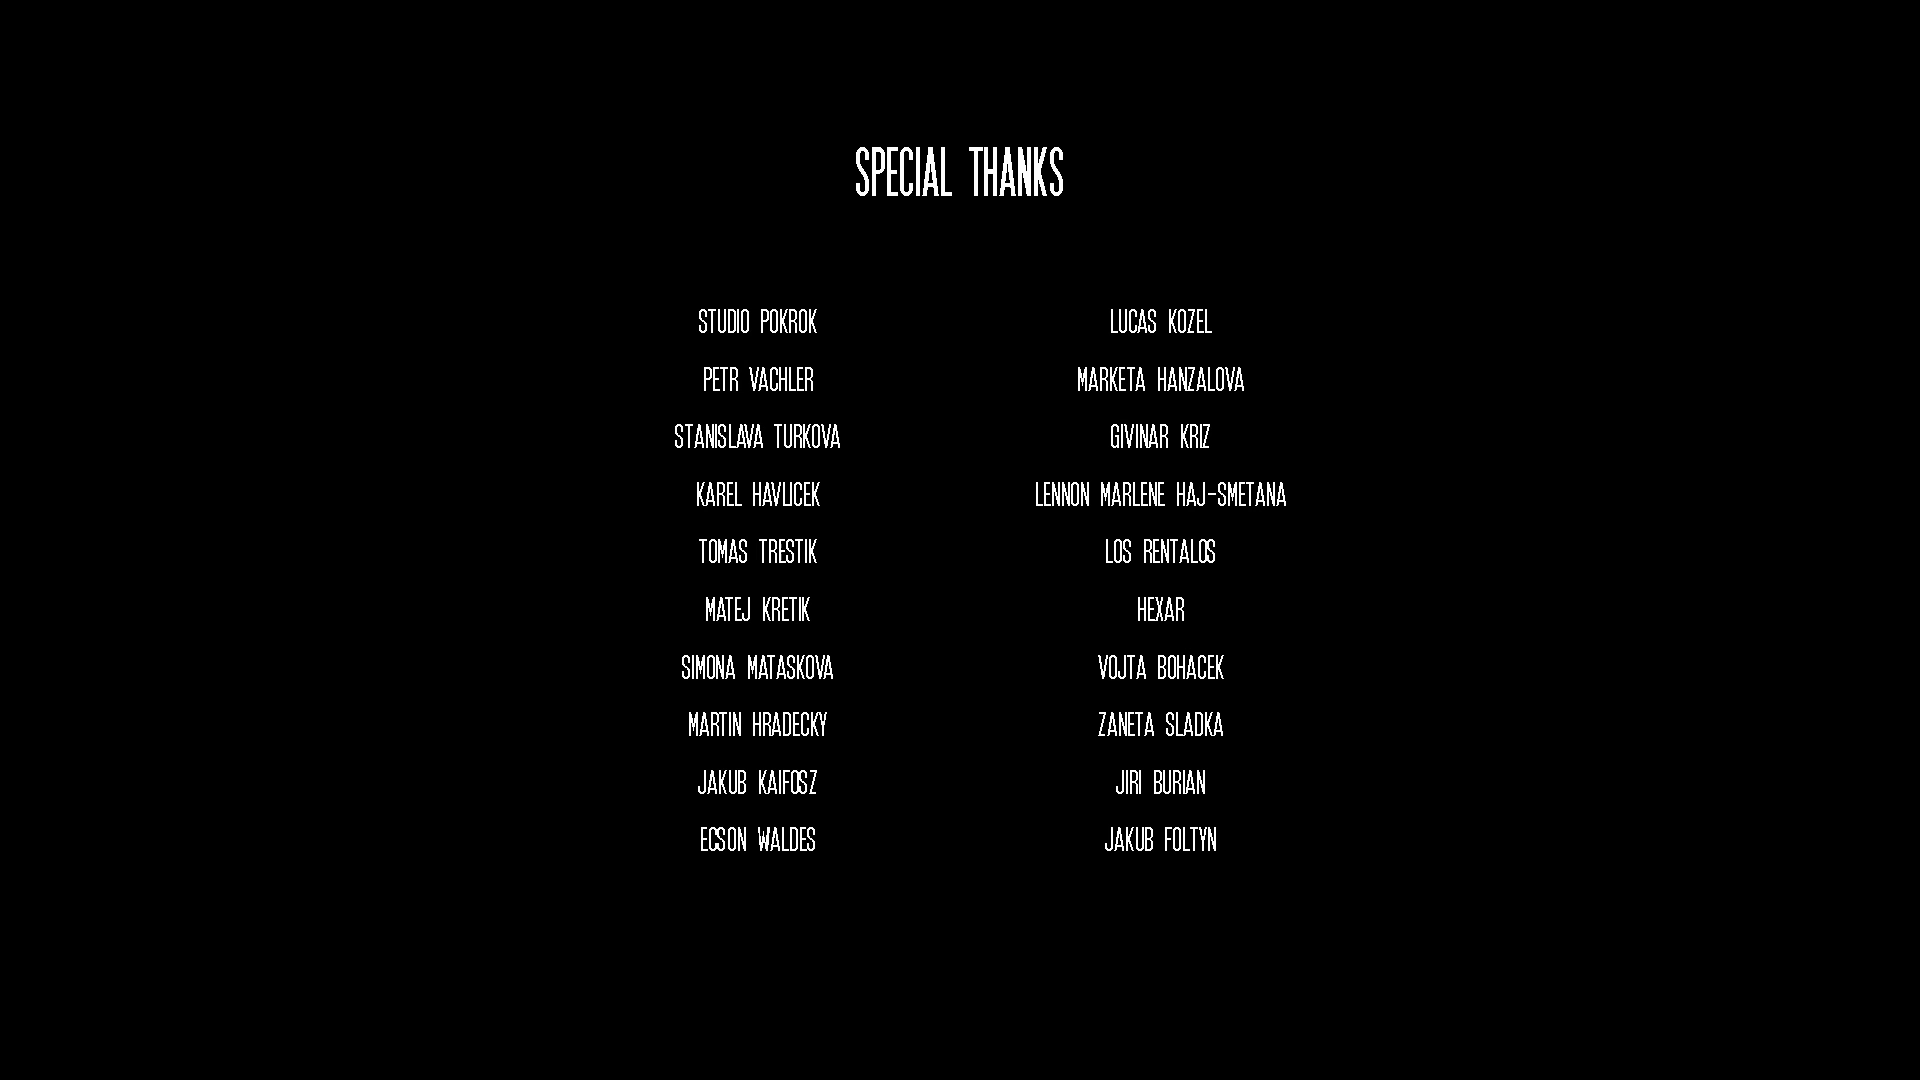 SPECIAL THANKS
STUDIO POKROK
PETR VACHLER
STANISLAVA TURKOVA
KAREL HAVLICEK
TOMAS TRESTIK
MATEJ KRETIK
SIMONA MATASKOVA
MARTIN HRADECKY
JAKUB KAIFOSZ
ECSON WALDES
LUCAS KOZEL
MARKETA HANZALOVA
GIVINAR KRIZ
LENNON MARLENE HAJ-SMETANA
LOS RENTALOS
HEXAR
VOJTA BOHACEK
ZANETA SLADKA
JIRI BURIAN
JAKUB FOLTYN